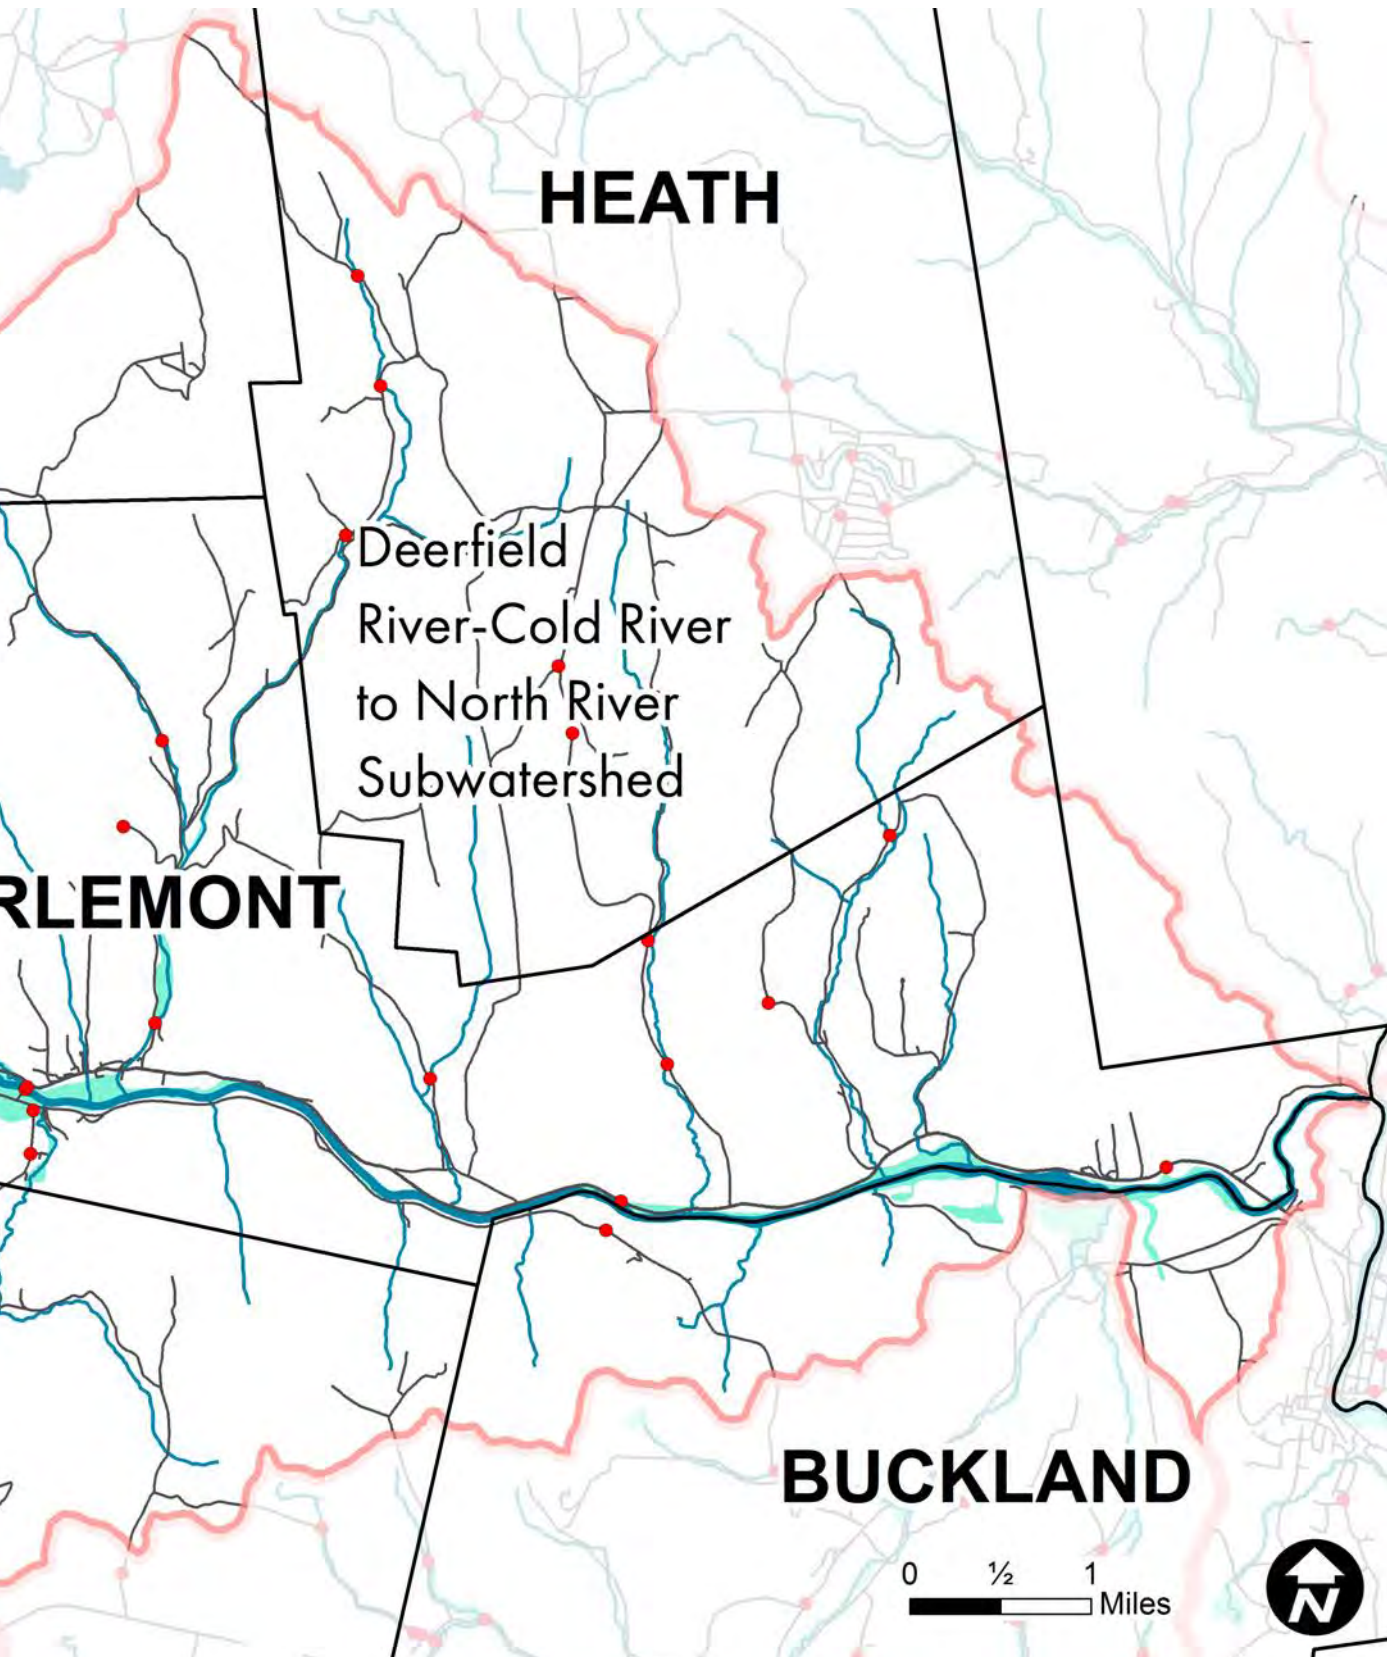 HEATH
Deerfield
River-Cold River
to North River
Subwatershed
RLEMONT
BUCKLAND
0 ½ 1
Miles
N